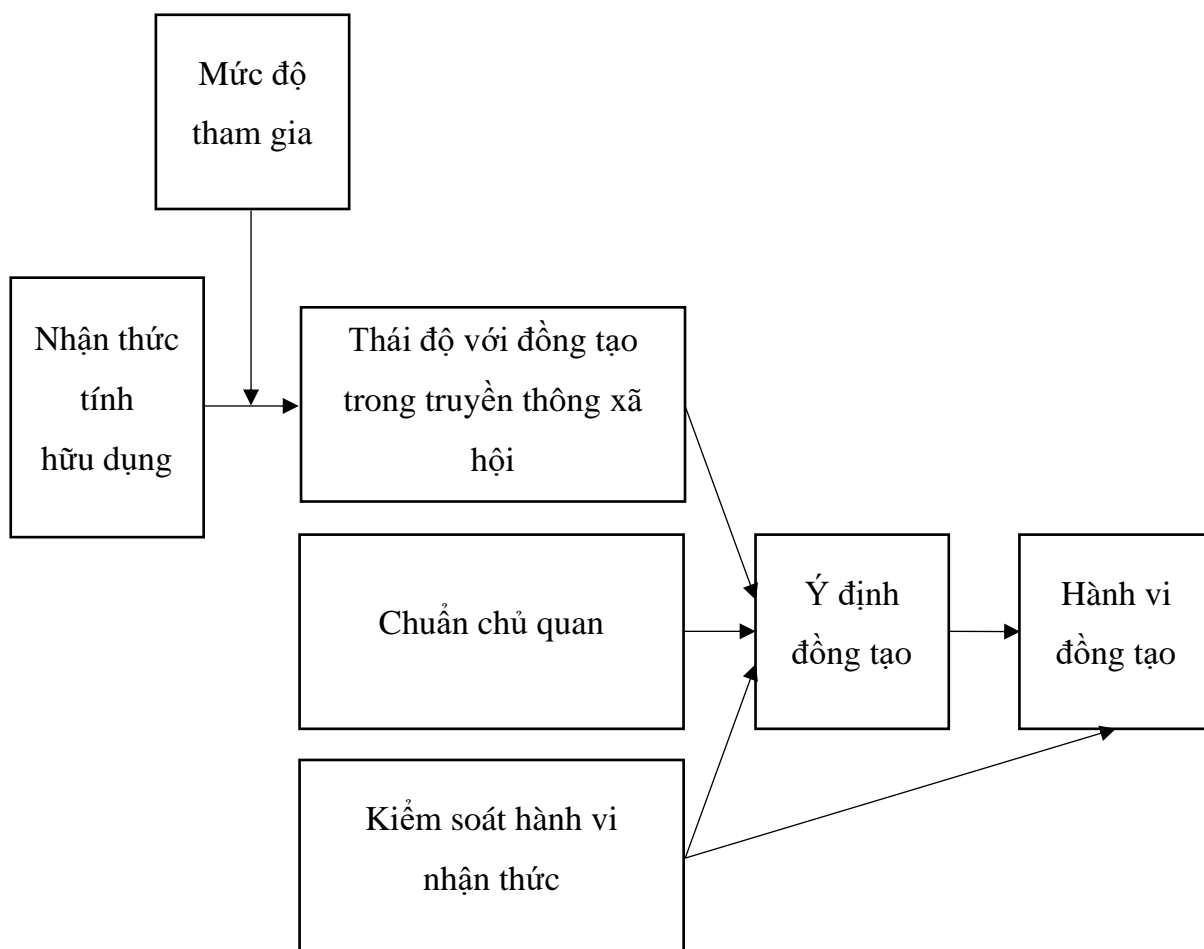 Mức độ
tham gia
Nhận thức
tính
hữu dụng
Thái độ với đồng tạo
trong truyền thông xã
hội
Chuẩn chủ quan
Ý định
đồng tạo
Hành vi
đồng tạo
Kiểm soát hành vi
nhận thức